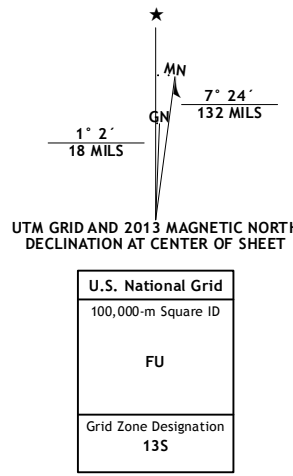 MN
7° 24´
132 MILS
GN
1° 2´
18 MILS
UTM GRID AND 2013 MAGNETIC NORTH
DECLINATION AT CENTER OF SHEET
U.S. National Grid
100,000-m Square ID
FU
Grid Zone Designation
13S